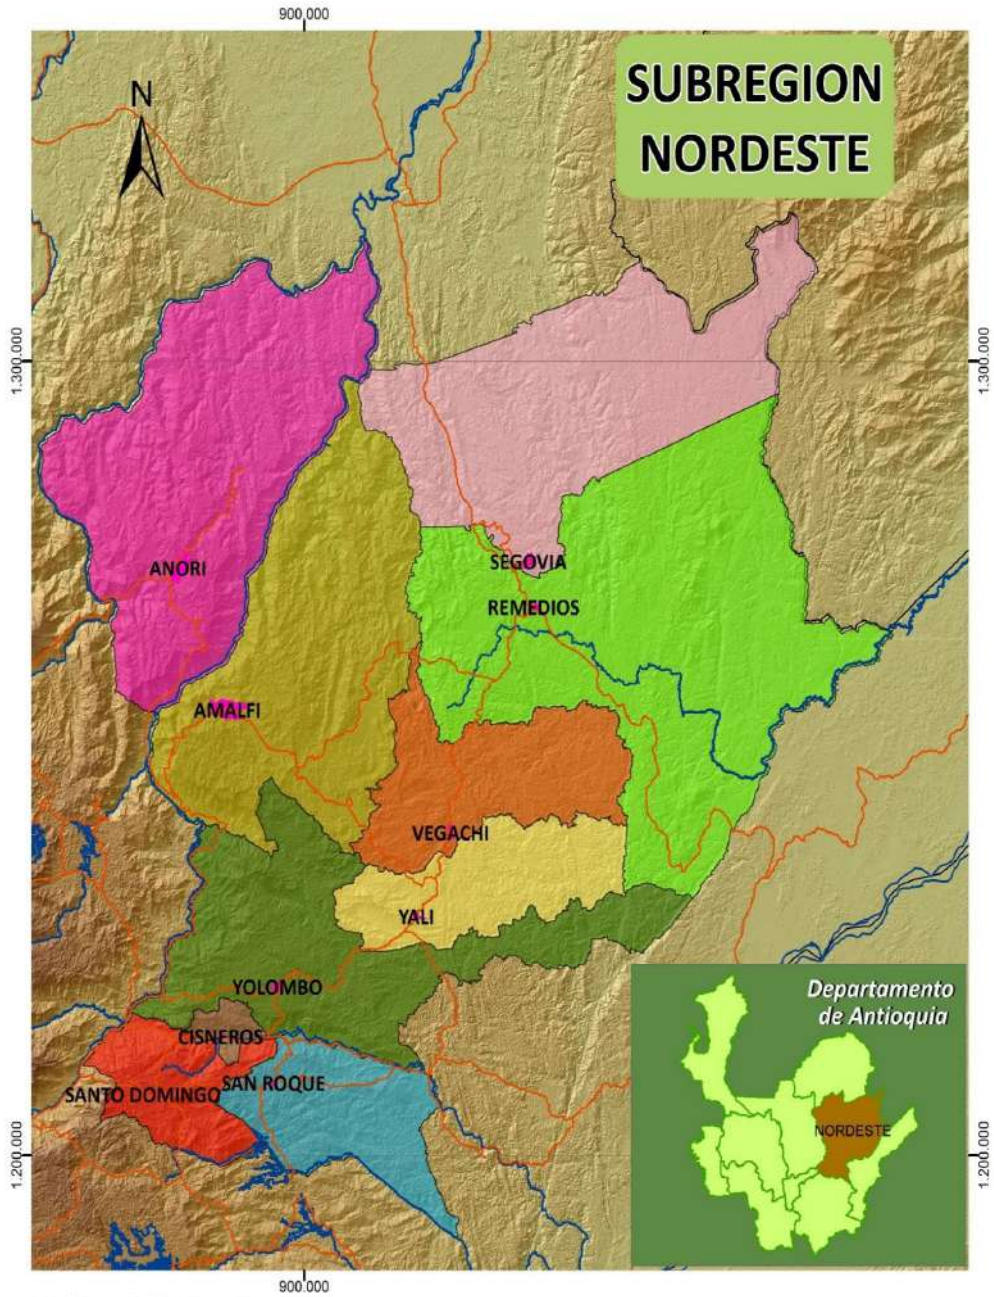 900.000
SUBREGION
NORDESTE
N
1.300.000
1.300.000
ANORI
SEGOVIA
REMEDIOS
AMALFI
VEGACHI
YALI
YOLOMBO
CISNEROS
SAN ROQUE
SANTO DOMINGO
Departamento
de Antioquia
NORDESTE
1.200.000
1.200.000
900.000